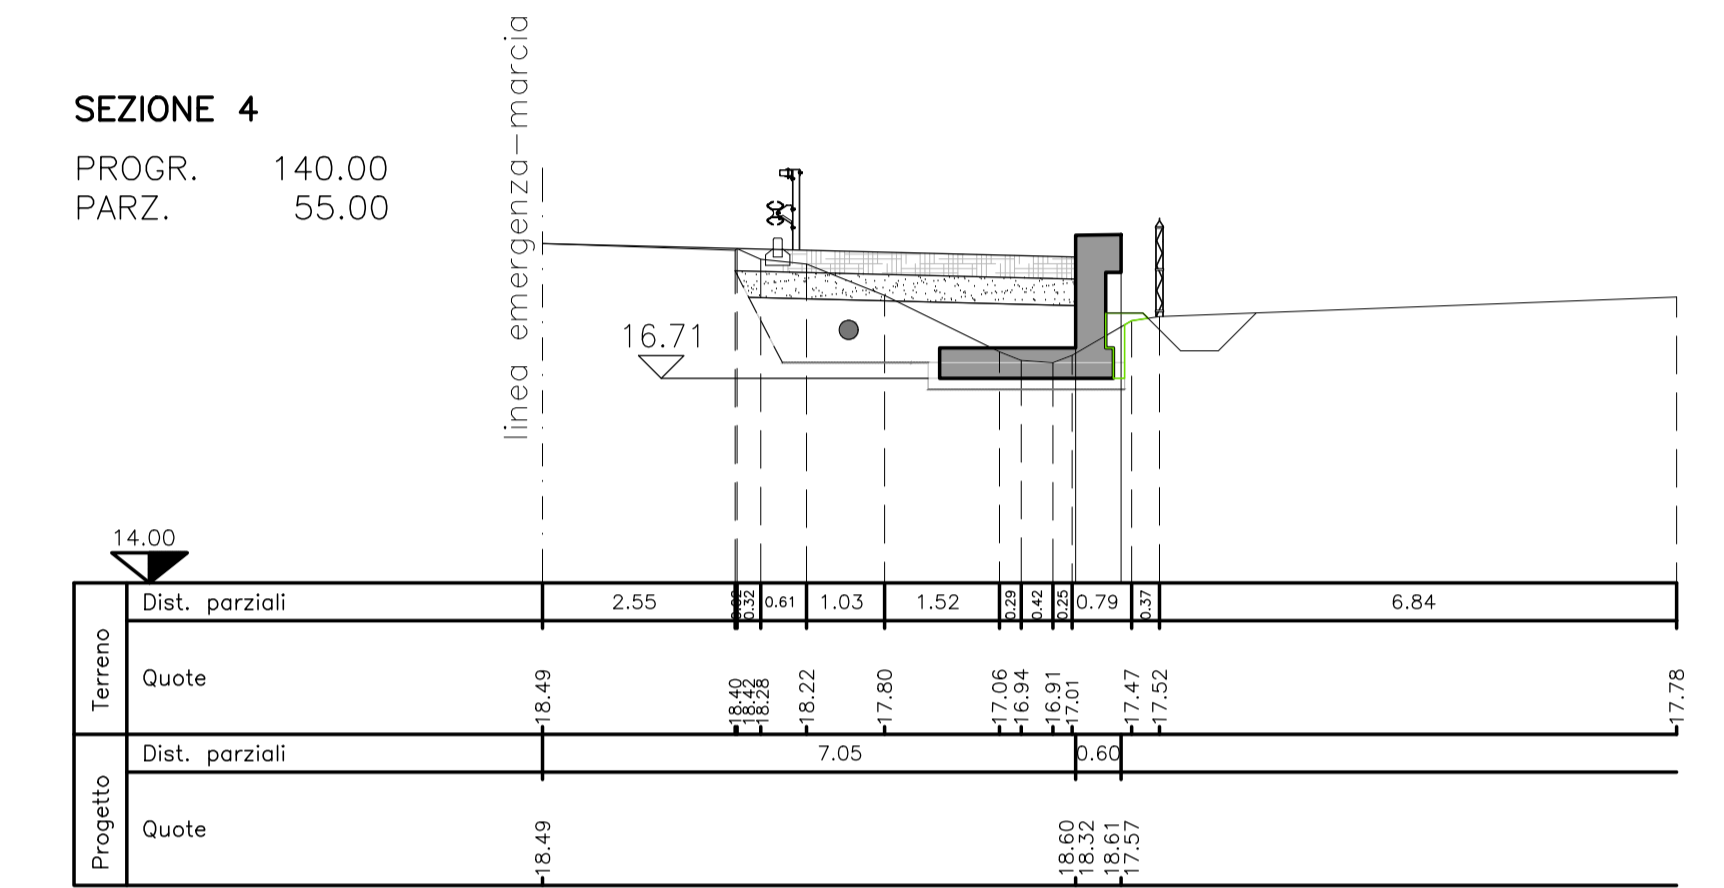 linea emergenza-marcia
SEZIONE 4
PROGR. 140.00
PARZ. 55.00
16.71
14.00
Terreno
Dist. parziali 2.55 0.32 0.61 1.03 1.52 0.29 0.42 0.25 0.79 0.37 6.84
Quote 18.49 18.40 18.42 18.28 18.22 17.80 17.06 16.94 16.91 17.01 17.47 17.52 17.78
Progetto
Dist. parziali 7.05 0.60
Quote 18.49 18.60 18.32 18.61 17.57